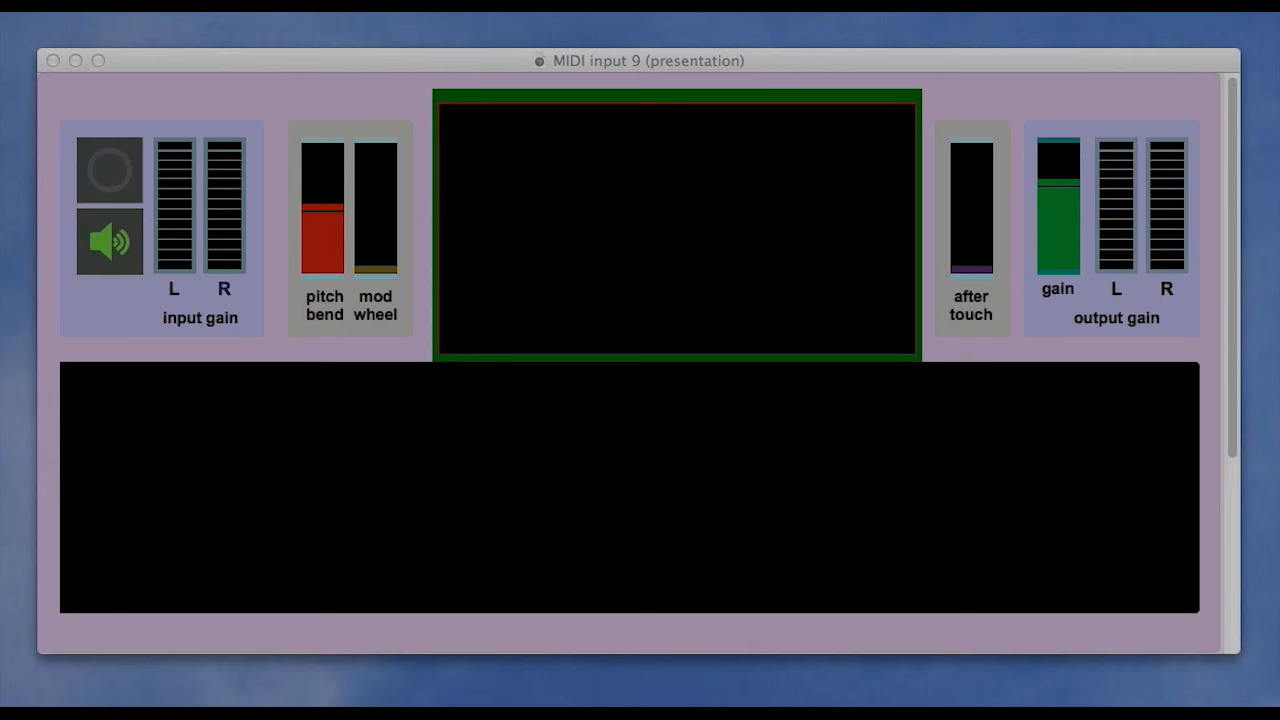 MIDI input 9 (presentation)
L R
input gain
pitch bend
mod wheel
after touch
gain L R
output gain